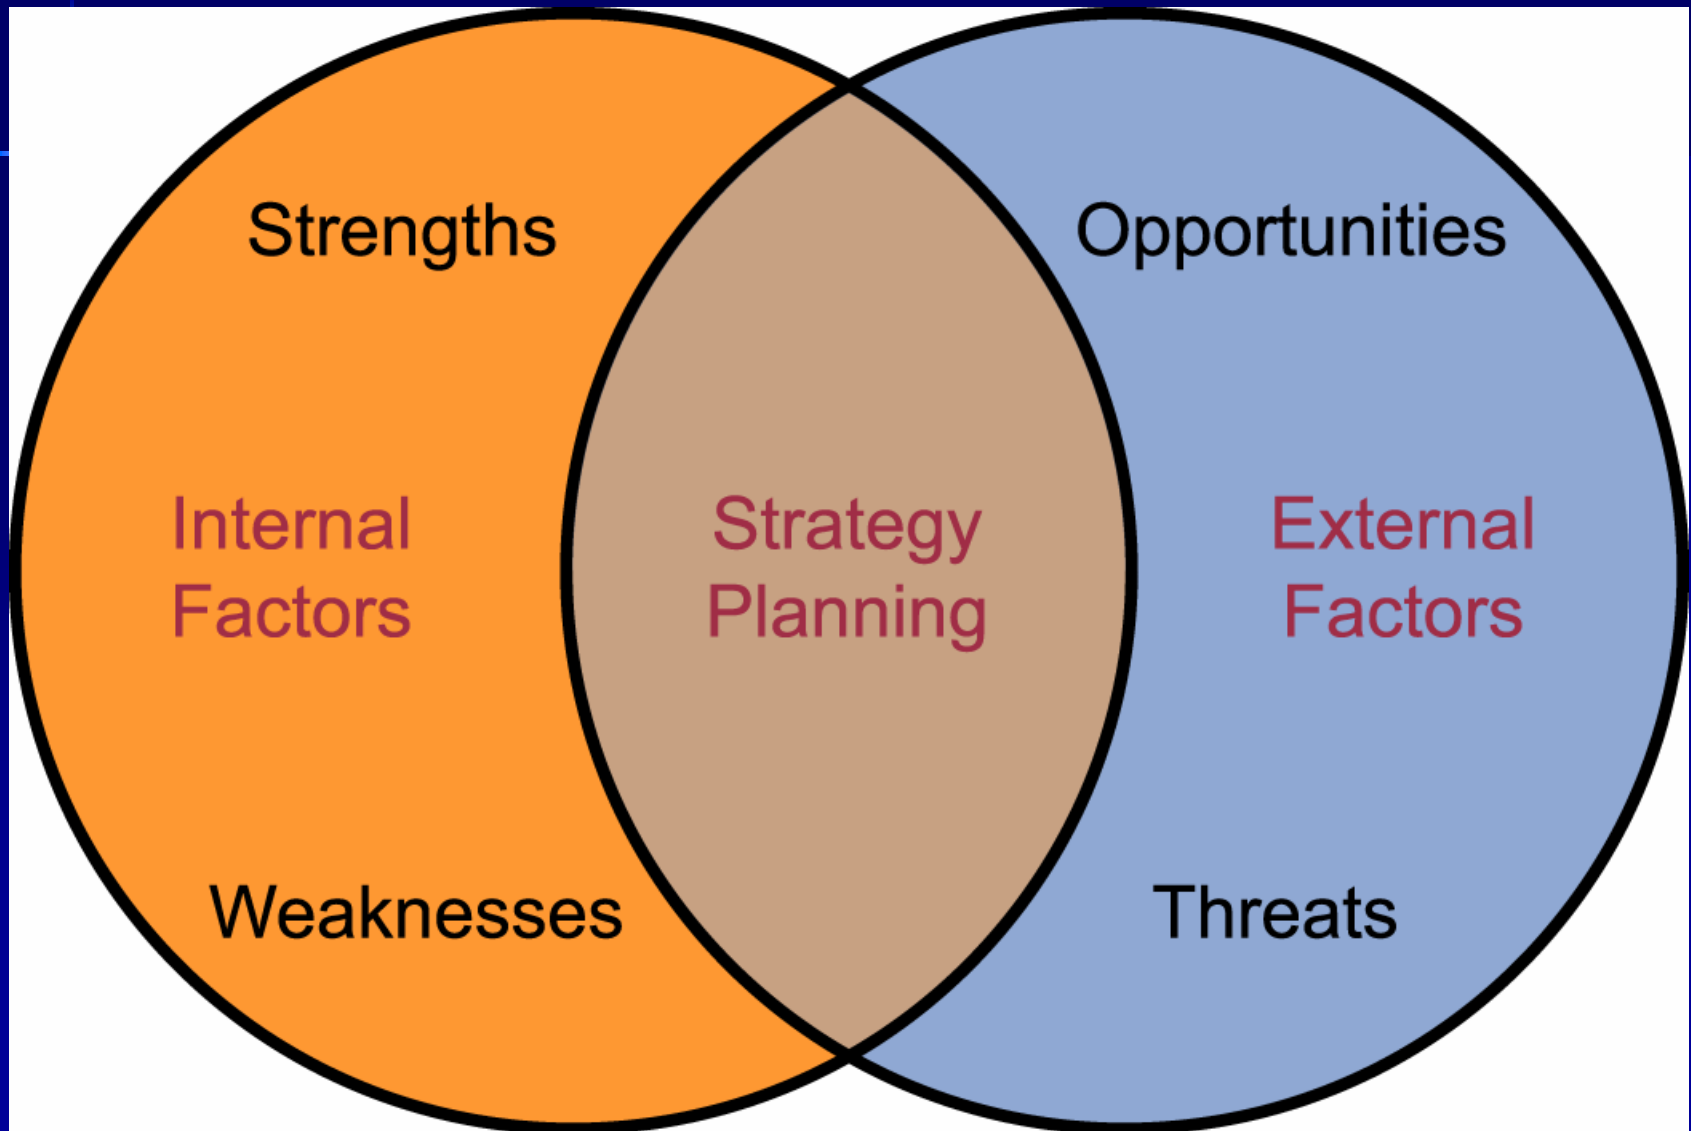 Strengths
Opportunities
Internal
Factors
Strategy
Planning
External
Factors
Weaknesses
Threats